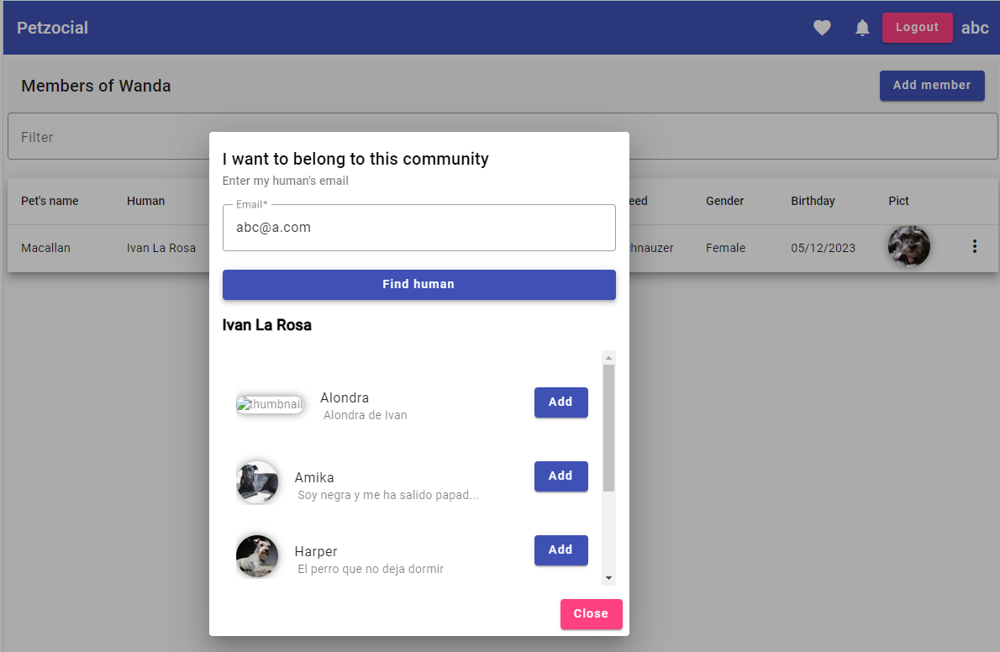 Petzocial
Logout
abc
Members of Wanda
Add member
Filter
Pet's name Human eed Gender Birthday Pict
Macallan Ivan La Rosa hnauzer Female 05/12/2023
I want to belong to this community
Enter my human's email
Email*
abc@a.com
Find human
Ivan La Rosa
thumbnail
Alondra
Alondra de Ivan
Add
Amika
Soy negra y me ha salido papad...
Add
Harper
El perro que no deja dormir
Add
Close